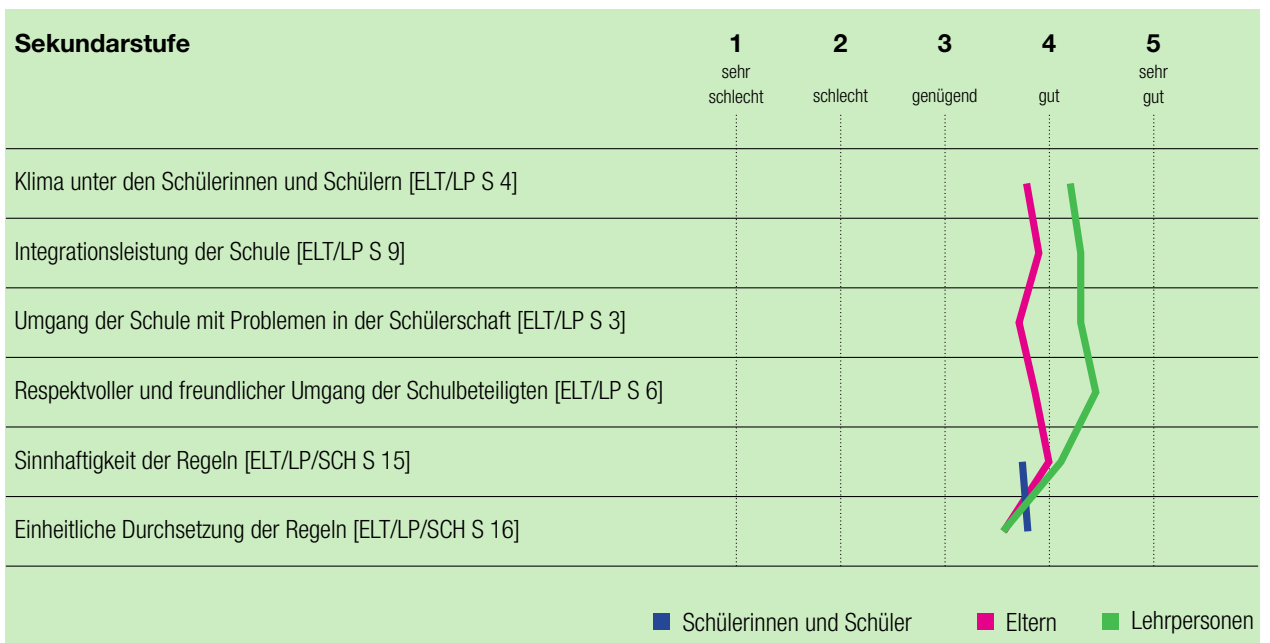 Sekundarstufe 1 2 3 4 5
sehr schlecht schlecht genügend gut sehr gut
Klima unter den Schülerinnen und Schülern [ELT/LP S 4]
Integrationsleistung der Schule [ELT/LP S 9]
Umgang der Schule mit Problemen in der Schülerschaft [ELT/LP S 3]
Respektvoller und freundlicher Umgang der Schulbeteiligten [ELT/LP S 6]
Sinnhaftigkeit der Regeln [ELT/LP/SCH S 15]
Einheitliche Durchsetzung der Regeln [ELT/LP/SCH S 16]
Schülerinnen und Schüler Eltern Lehrpersonen